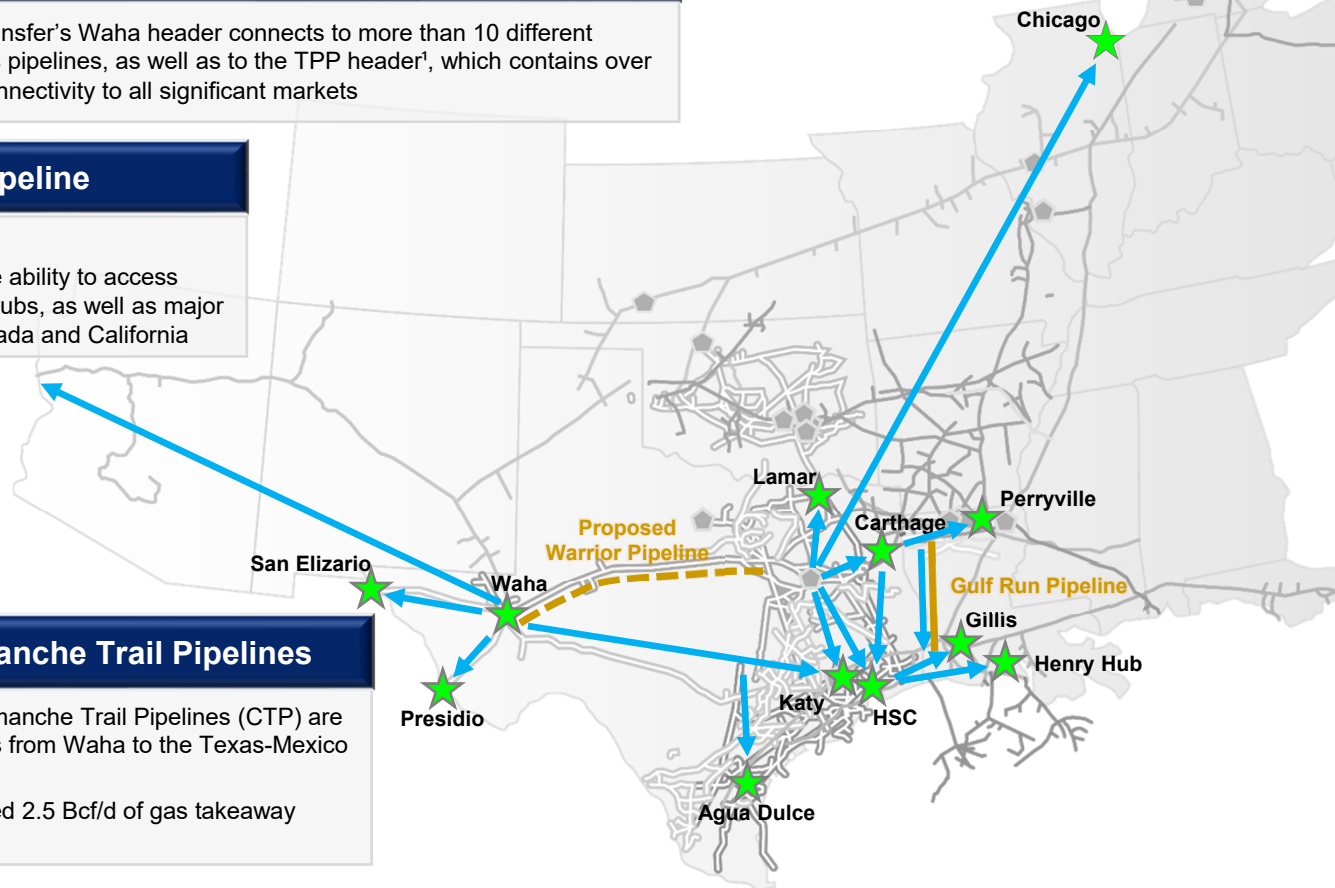 nsfer's Waha header connects to more than 10 different
pipelines, as well as to the TPP header¹, which contains over
nnectivity to all significant markets
peline
ability to access
ubs, as well as major
ada and California
anche Trail Pipelines
manche Trail Pipelines (CTP) are
s from Waha to the Texas-Mexico
ed 2.5 Bcf/d of gas takeaway
Chicago
Lamar
Perryville
Carthage
Proposed
Warrior Pipeline
San Elizario
Waha
Gulf Run Pipeline
Gillis
Henry Hub
Katy
HSC
Presidio
Agua Dulce